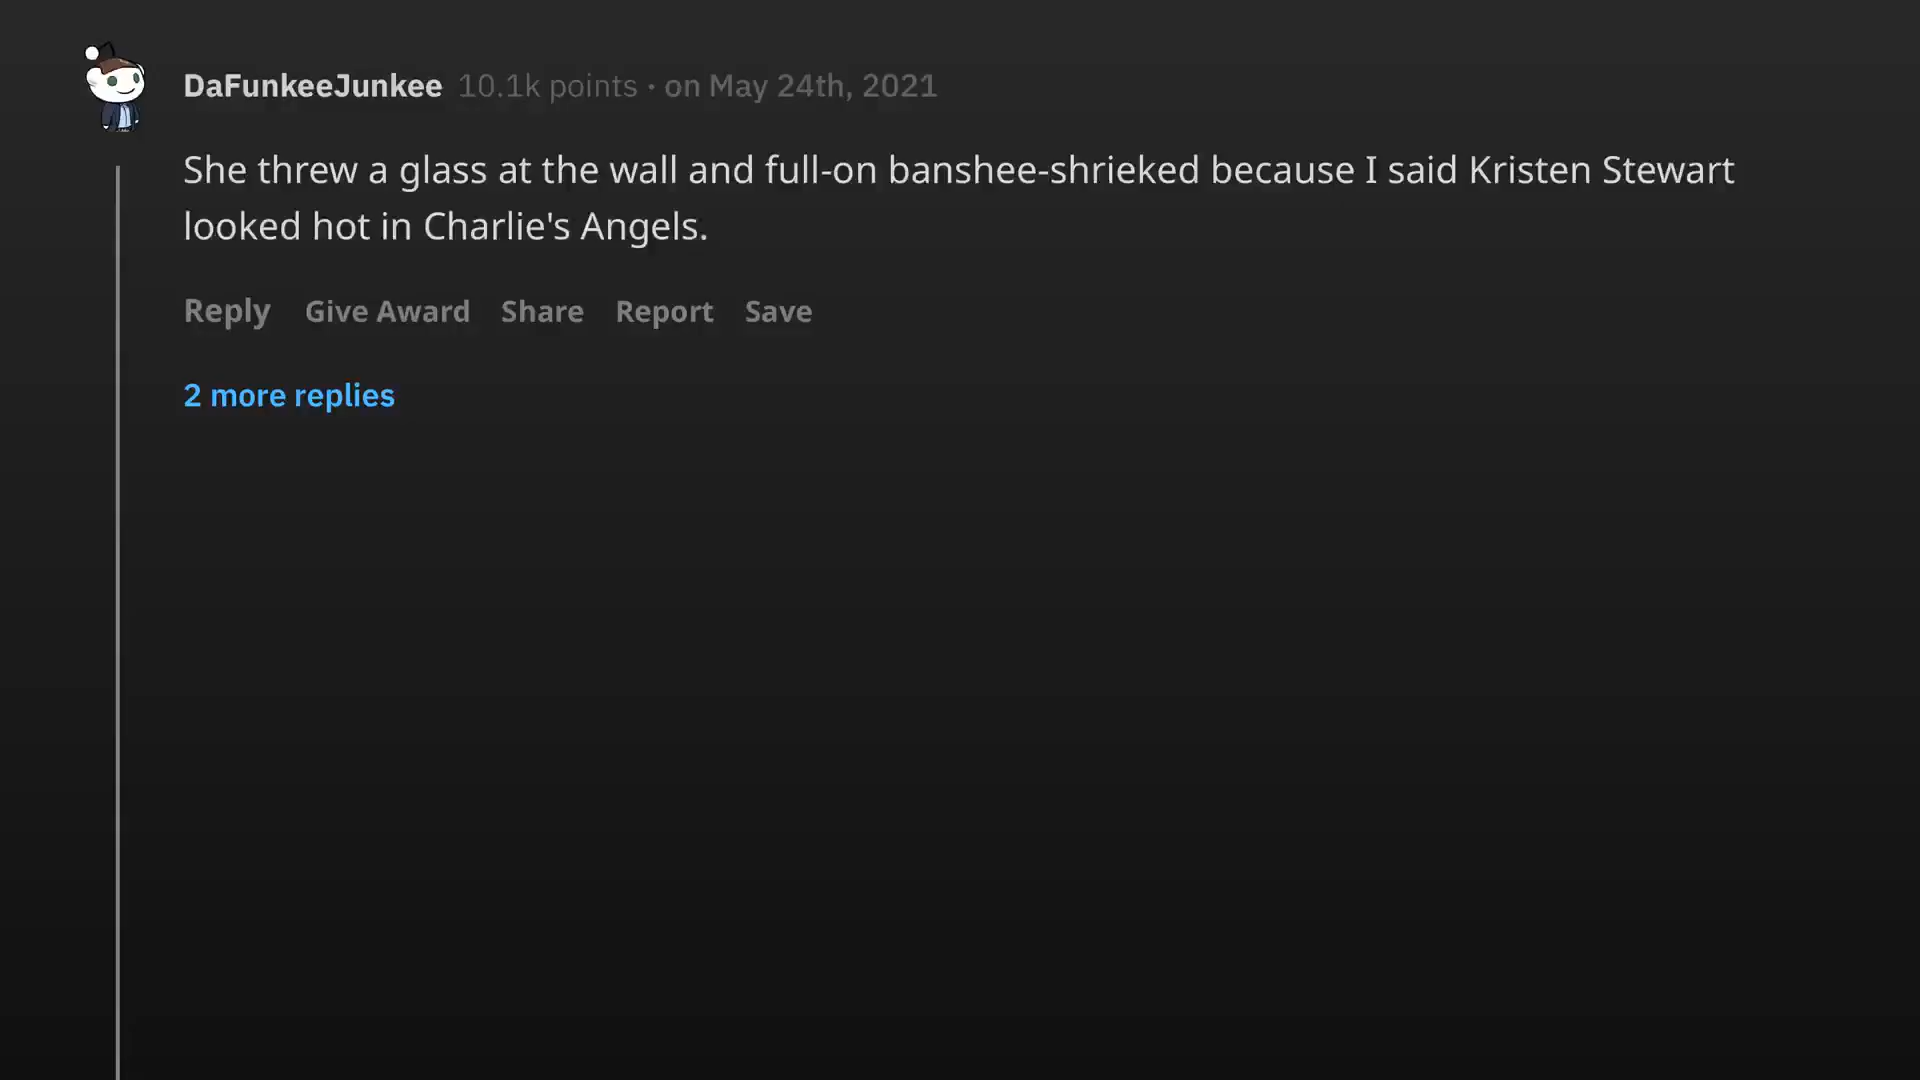 DaFunkeeJunkee 10.1k points · on May 24th, 2021
She threw a glass at the wall and full-on banshee-shrieked because I said Kristen Stewart
looked hot in Charlie's Angels.
Reply Give Award Share Report Save
2 more replies